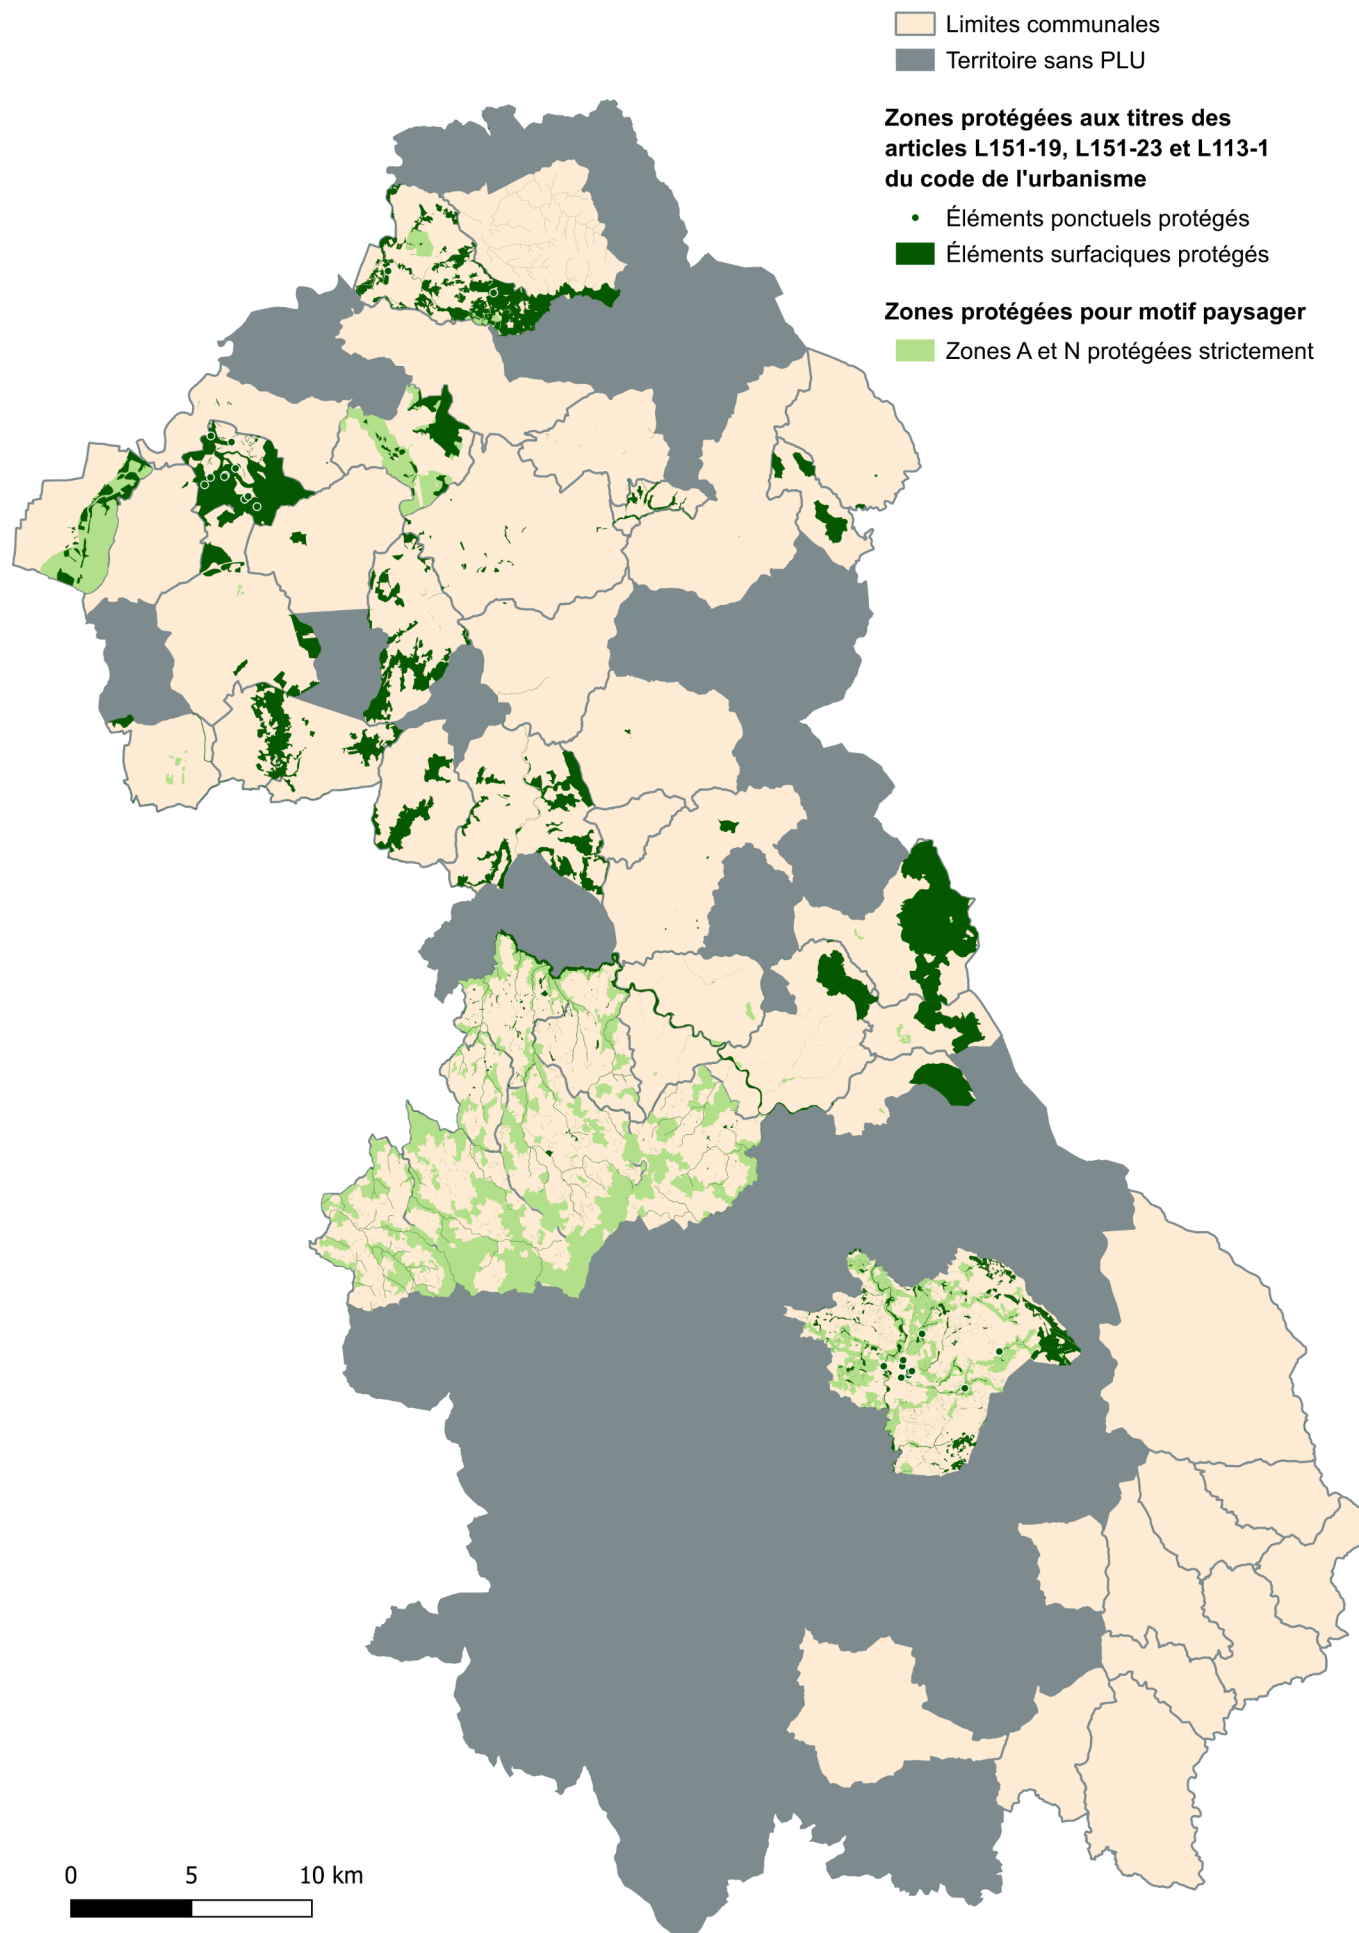 Limites communales
Territoire sans PLU
Zones protégées aux titres des
articles L151-19, L151-23 et L113-1
du code de l'urbanisme
Éléments ponctuels protégés
Éléments surfaciques protégés
Zones protégées pour motif paysager
Zones A et N protégées strictement
0 5 10 km